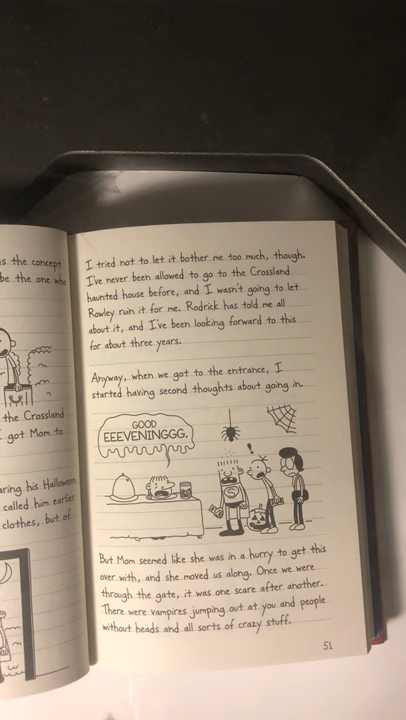 s the concept
be the one who
the Crossland
got Mom to
aring his Halloween
called him earlier
clothes, but of
I tried not to let it bother me too much, though.
I've never been allowed to go to the Crossland
haunted house before, and I wasn't going to let
Rowley ruin it for me. Rodrick has told me all
about it, and I've been looking forward to this
for about three years.
Anyway, when we got to the entrance, I
started having second thoughts about going in.
GOOD
EEEVENINGGG.
!
S
But Mom seemed like she was in a hurry to get this
over with, and she moved us along. Once we were
through the gate, it was one scare after another.
There were vampires jumping out at you and people
without heads and all sorts of crazy stuff.
51